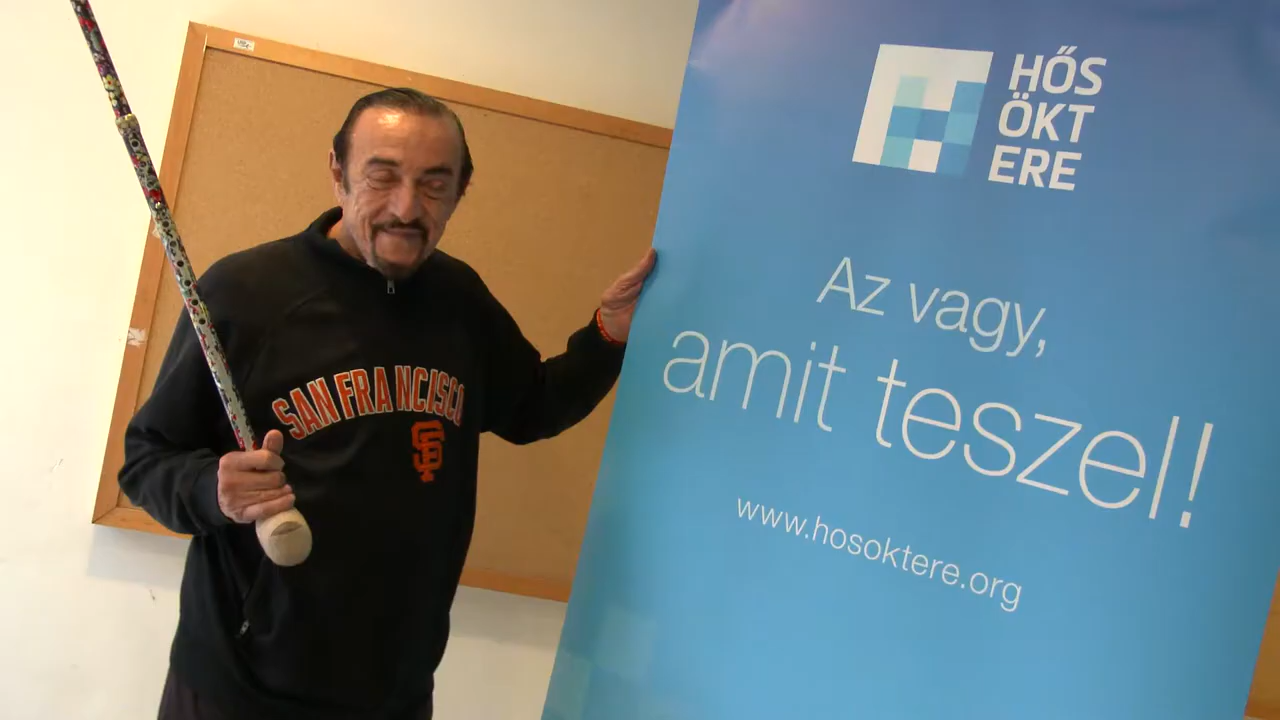 SAN FRANCISCO
SF
HŐS
ÖKT
ERE
Az vagy,
amit teszel!
www.hosoktere.org